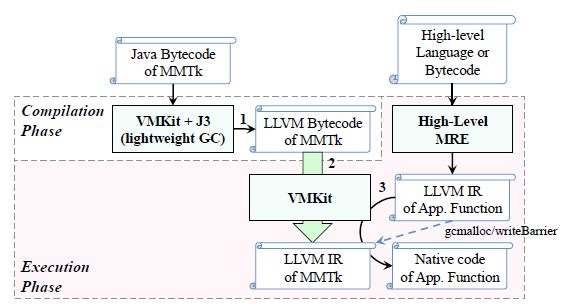 Java Bytecode
of MMTk
High-level
Language or
Bytecode
Compilation
Phase
VMKit + J3
(lightweight GC)
1
LLVM Bytecode
of MMTk
High-Level
MRE
2
VMKit
3
LLVM IR
of App. Function
gcmalloc/writeBarrier
Execution
Phase
LLVM IR
of MMTk
Native code
of App. Function